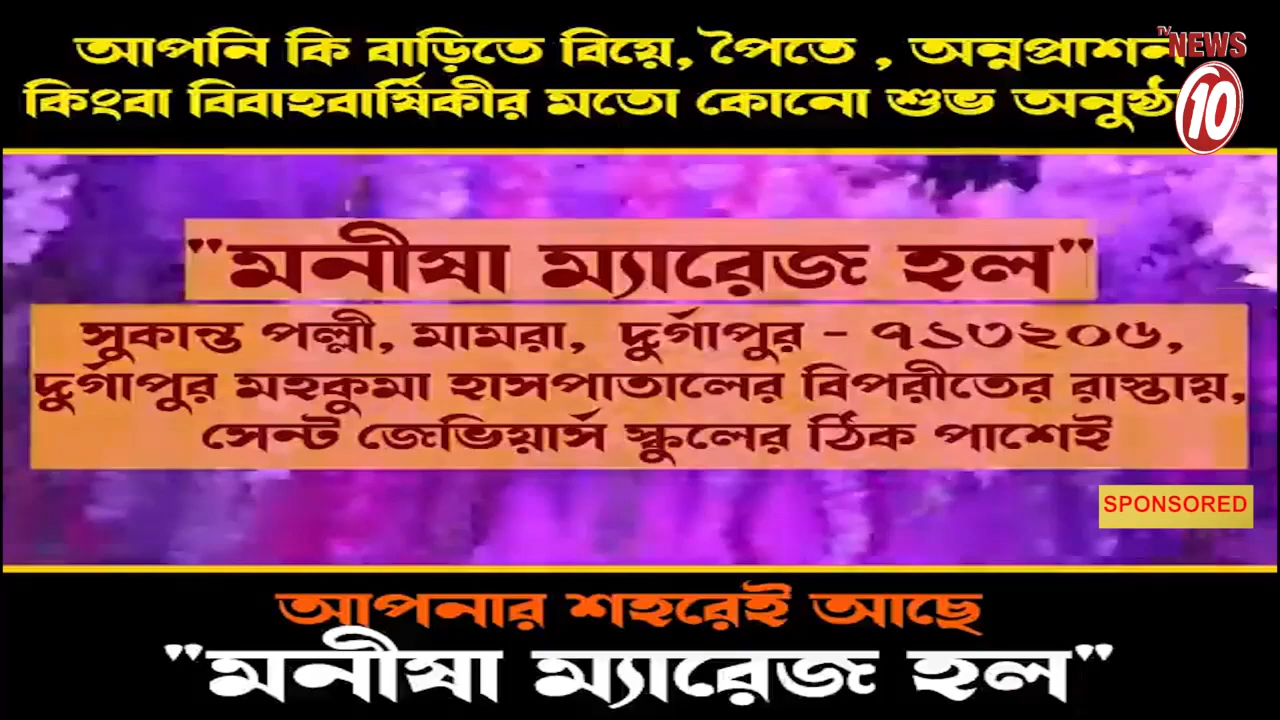 আপনি কি বাড়িতে বিয়ে, পৈতে , অন্নপ্রাশন
কিংবা বিবাহবার্ষিকীর মতো কোনো শুভ
TV NEWS
10
"মনীষা ম্যারেজ হল"
সুকান্ত পল্লী, মামরা, দুর্গাপুর - ৭১৩২০৬,
দুর্গাপুর মহকুমা হাসপাতালের বিপরীতের রাস্তায়,
সেন্ট জেভিয়ার্স স্কুলের ঠিক পাশেই
SPONSORED
আপনার শহরেই আছে
"মনীষা ম্যারেজ হল"